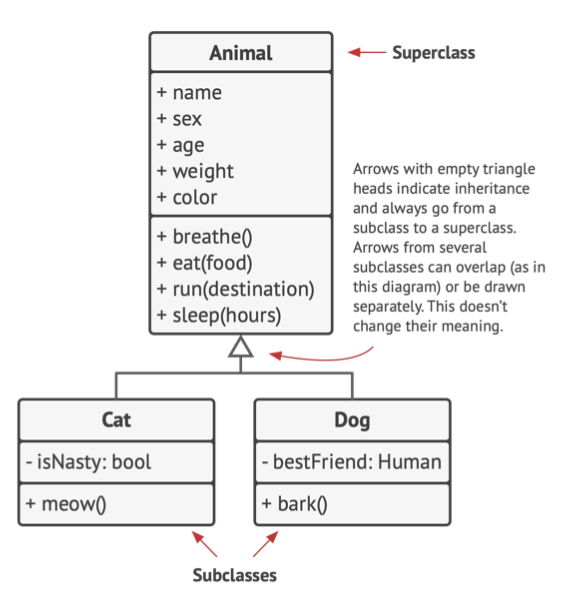 Animal
Superclass
+ name
+ sex
+ age
+ weight
+ color
+ breathe()
+ eat(food)
+ run(destination)
+ sleep(hours)
Arrows with empty triangle
heads indicate inheritance
and always go from a
subclass to a superclass.
Arrows from several
subclasses can overlap (as in
this diagram) or be drawn
separately. This doesn't
change their meaning.
Cat
- isNasty: bool
+ meow()
Dog
- bestFriend: Human
+ bark()
Subclasses